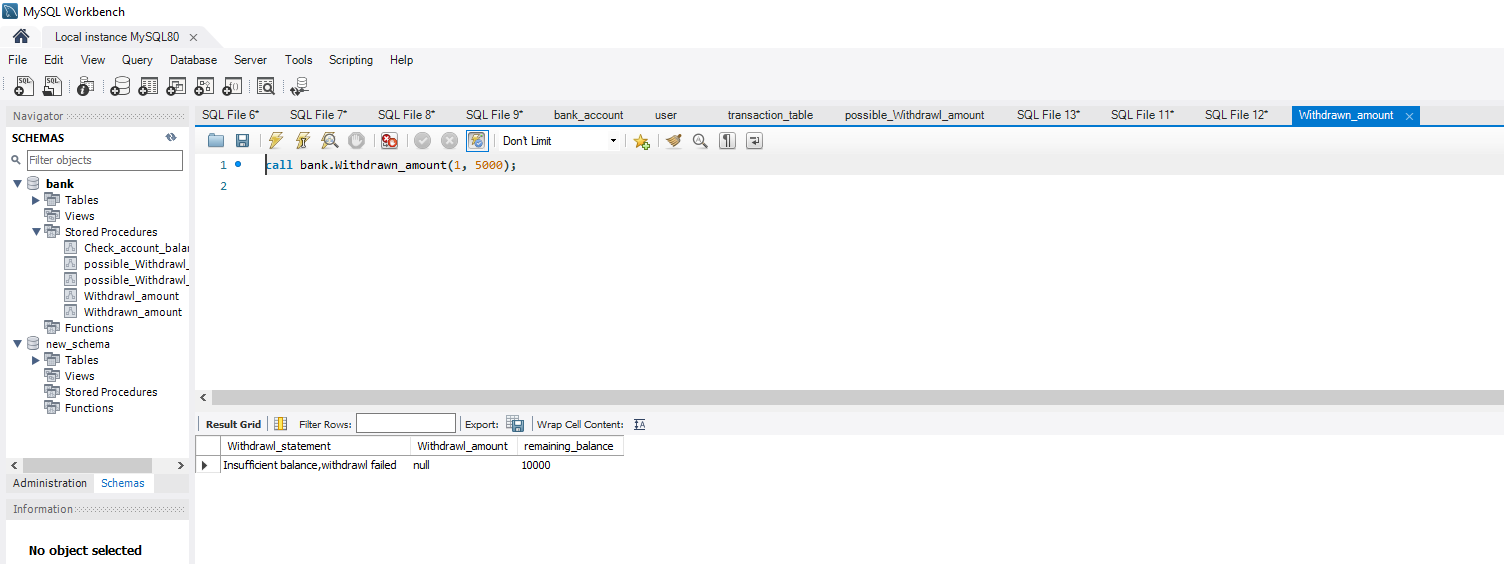 MySQL Workbench
Local instance MySQL80
File Edit View Query Database Server Tools Scripting Help
Navigator
SCHEMAS
Filter objects
bank
Tables
Views
Stored Procedures
Check_account_balar
possible_Withdrawl_
possible_Withdrawl_
Withdrawl_amount
Withdrawn_amount
Functions
new_schema
Tables
Views
Stored Procedures
Functions
Administration Schemas
Information
No object selected
SQL File 6* SQL File 7* SQL File 8* SQL File 9* bank_account user transaction_table possible_Withdrawl_amount SQL File 13* SQL File 11* SQL File 12* Withdrawn_amount
Don't Limit
1 call bank.Withdrawn_amount(1, 5000);
2
Result Grid Filter Rows: Export: Wrap Cell Content:
Withdrawl_statement Withdrawl_amount remaining_balance
Insufficient balance,withdrawl failed null 10000